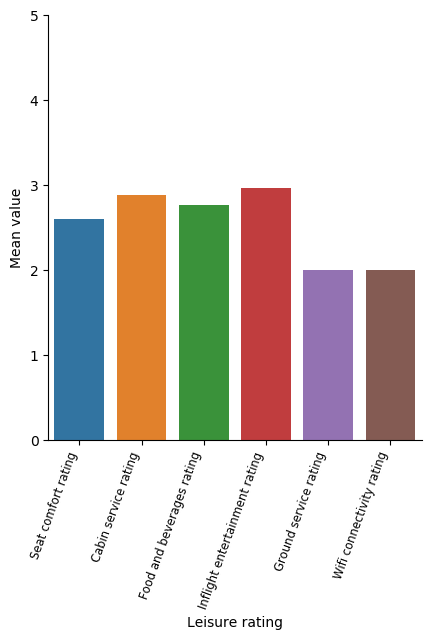 5
4
3
2
1
0
Mean value
Seat comfort rating
Cabin service rating
Food and beverages rating
Inflight entertainment rating
Ground service rating
Wifi connectivity rating
Leisure rating